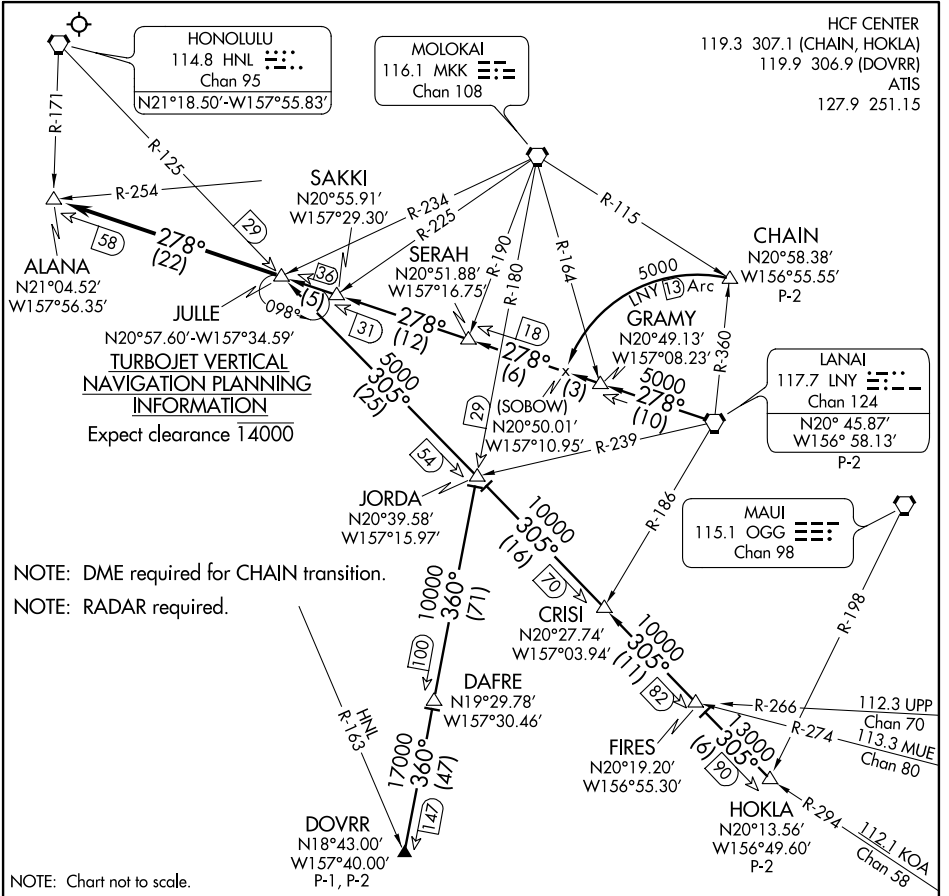 HCF CENTER
119.3 307.1 (CHAIN, HOKLA)
119.9 306.9 (DOVRR)
ATIS
127.9 251.15
HONOLULU
114.8 HNL
Chan 95
N21°18.50'-W157°55.83'
MOLOKAI
116.1 MKK
Chan 108
R-171
R-125
R-254
SAKKI
N20°55.91'
W157°29.30'
R-234
R-225
R-190
R-180
R-164
R-115
CHAIN
N20°58.38'
W156°55.55'
P-2
SERAH
N20°51.88'
W157°16.75'
5000
LNY 13 Arc
GRAMY
N20°49.13'
W157°08.23'
R-360
58
278°
(22)
29
36
(5)
31
278°
(12)
18
278°
(6)
(3)
5000
278°
(10)
ALANA
N21°04.52'
W157°56.35'
JULLE
N20°57.60'-W157°34.59'
098°
LANAI
117.7 LNY
Chan 124
N20° 45.87'
W156° 58.13'
P-2
TURBOJET VERTICAL
NAVIGATION PLANNING
INFORMATION
Expect clearance 14000
5000
305°
(25)
(SOBOW)
N20°50.01'
W157°10.95'
29
R-239
54
R-186
JORDA
N20°39.58'
W157°15.97'
MAUI
115.1 OGG
Chan 98
10000
305°
(16)
70
NOTE: DME required for CHAIN transition.
NOTE: RADAR required.
10000
360°
(71)
100
CRISI
N20°27.74'
W157°03.94'
R-198
10000
305°
(11)
82
DAFRE
N19°29.78'
W157°30.46'
R-266
112.3 UPP
Chan 70
R-274
113.3 MUE
Chan 80
FIRES
N20°19.20'
W156°55.30'
13000
305°
(6)
90
HNL
R-163
17000
360°
(47)
147
HOKLA
N20°13.56'
W156°49.60'
P-2
R-294
112.1 KOA
Chan 58
DOVRR
N18°43.00'
W157°40.00'
P-1, P-2
NOTE: Chart not to scale.